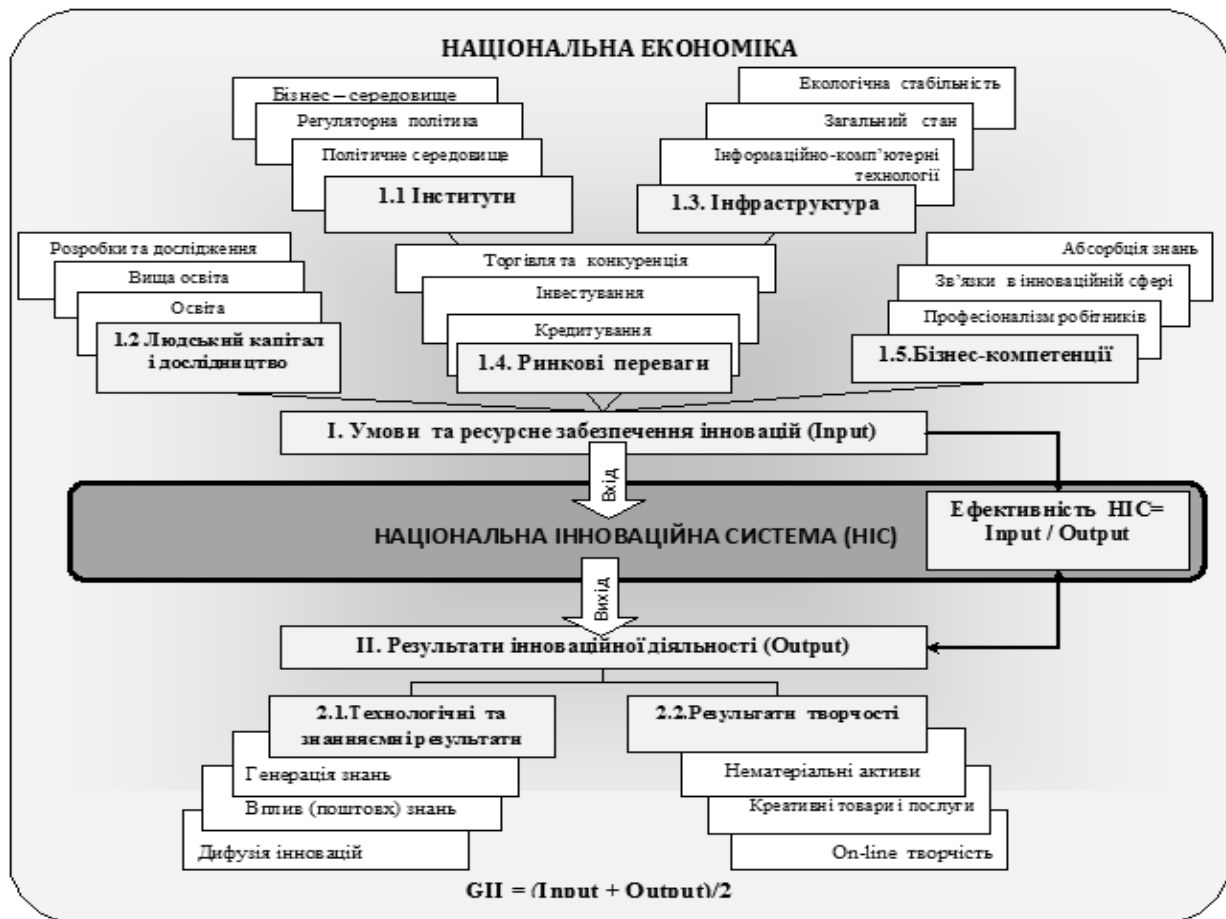 НАЦІОНАЛЬНА ЕКОНОМІКА
Бізнес – середовище
Регуляторна політика
Політичне середовище
1.1 Інститути
Екологічна стабільність
Загальний стан
Інформаційно-комп’ютерні
технології
1.3. Інфраструктура
Розробки та дослідження
Вища освіта
Освіта
1.2 Людський капітал
і дослідництво
Торгівля та конкуренція
Інвестування
Кредитування
1.4. Ринкові переваги
Абсорбція знань
Зв’язки в інноваційній сфері
Професіоналізм робітників
1.5.Бізнес-компетенції
І. Умови та ресурсне забезпечення інновацій (Input)
Вхід
НАЦІОНАЛЬНА ІННОВАЦІЙНА СИСТЕМА (НІС)
Ефективність НІС=
Input / Output
Вихід
ІІ. Результати інноваційної діяльності (Output)
2.1.Технологічні та
знанняємні результати
Генерація знань
Вплив (поштовх) знань
Дифузія інновацій
2.2.Результати творчості
Нематеріальні активи
Креативні товари і послуги
On-line творчість
GII = (Input + Output)/2